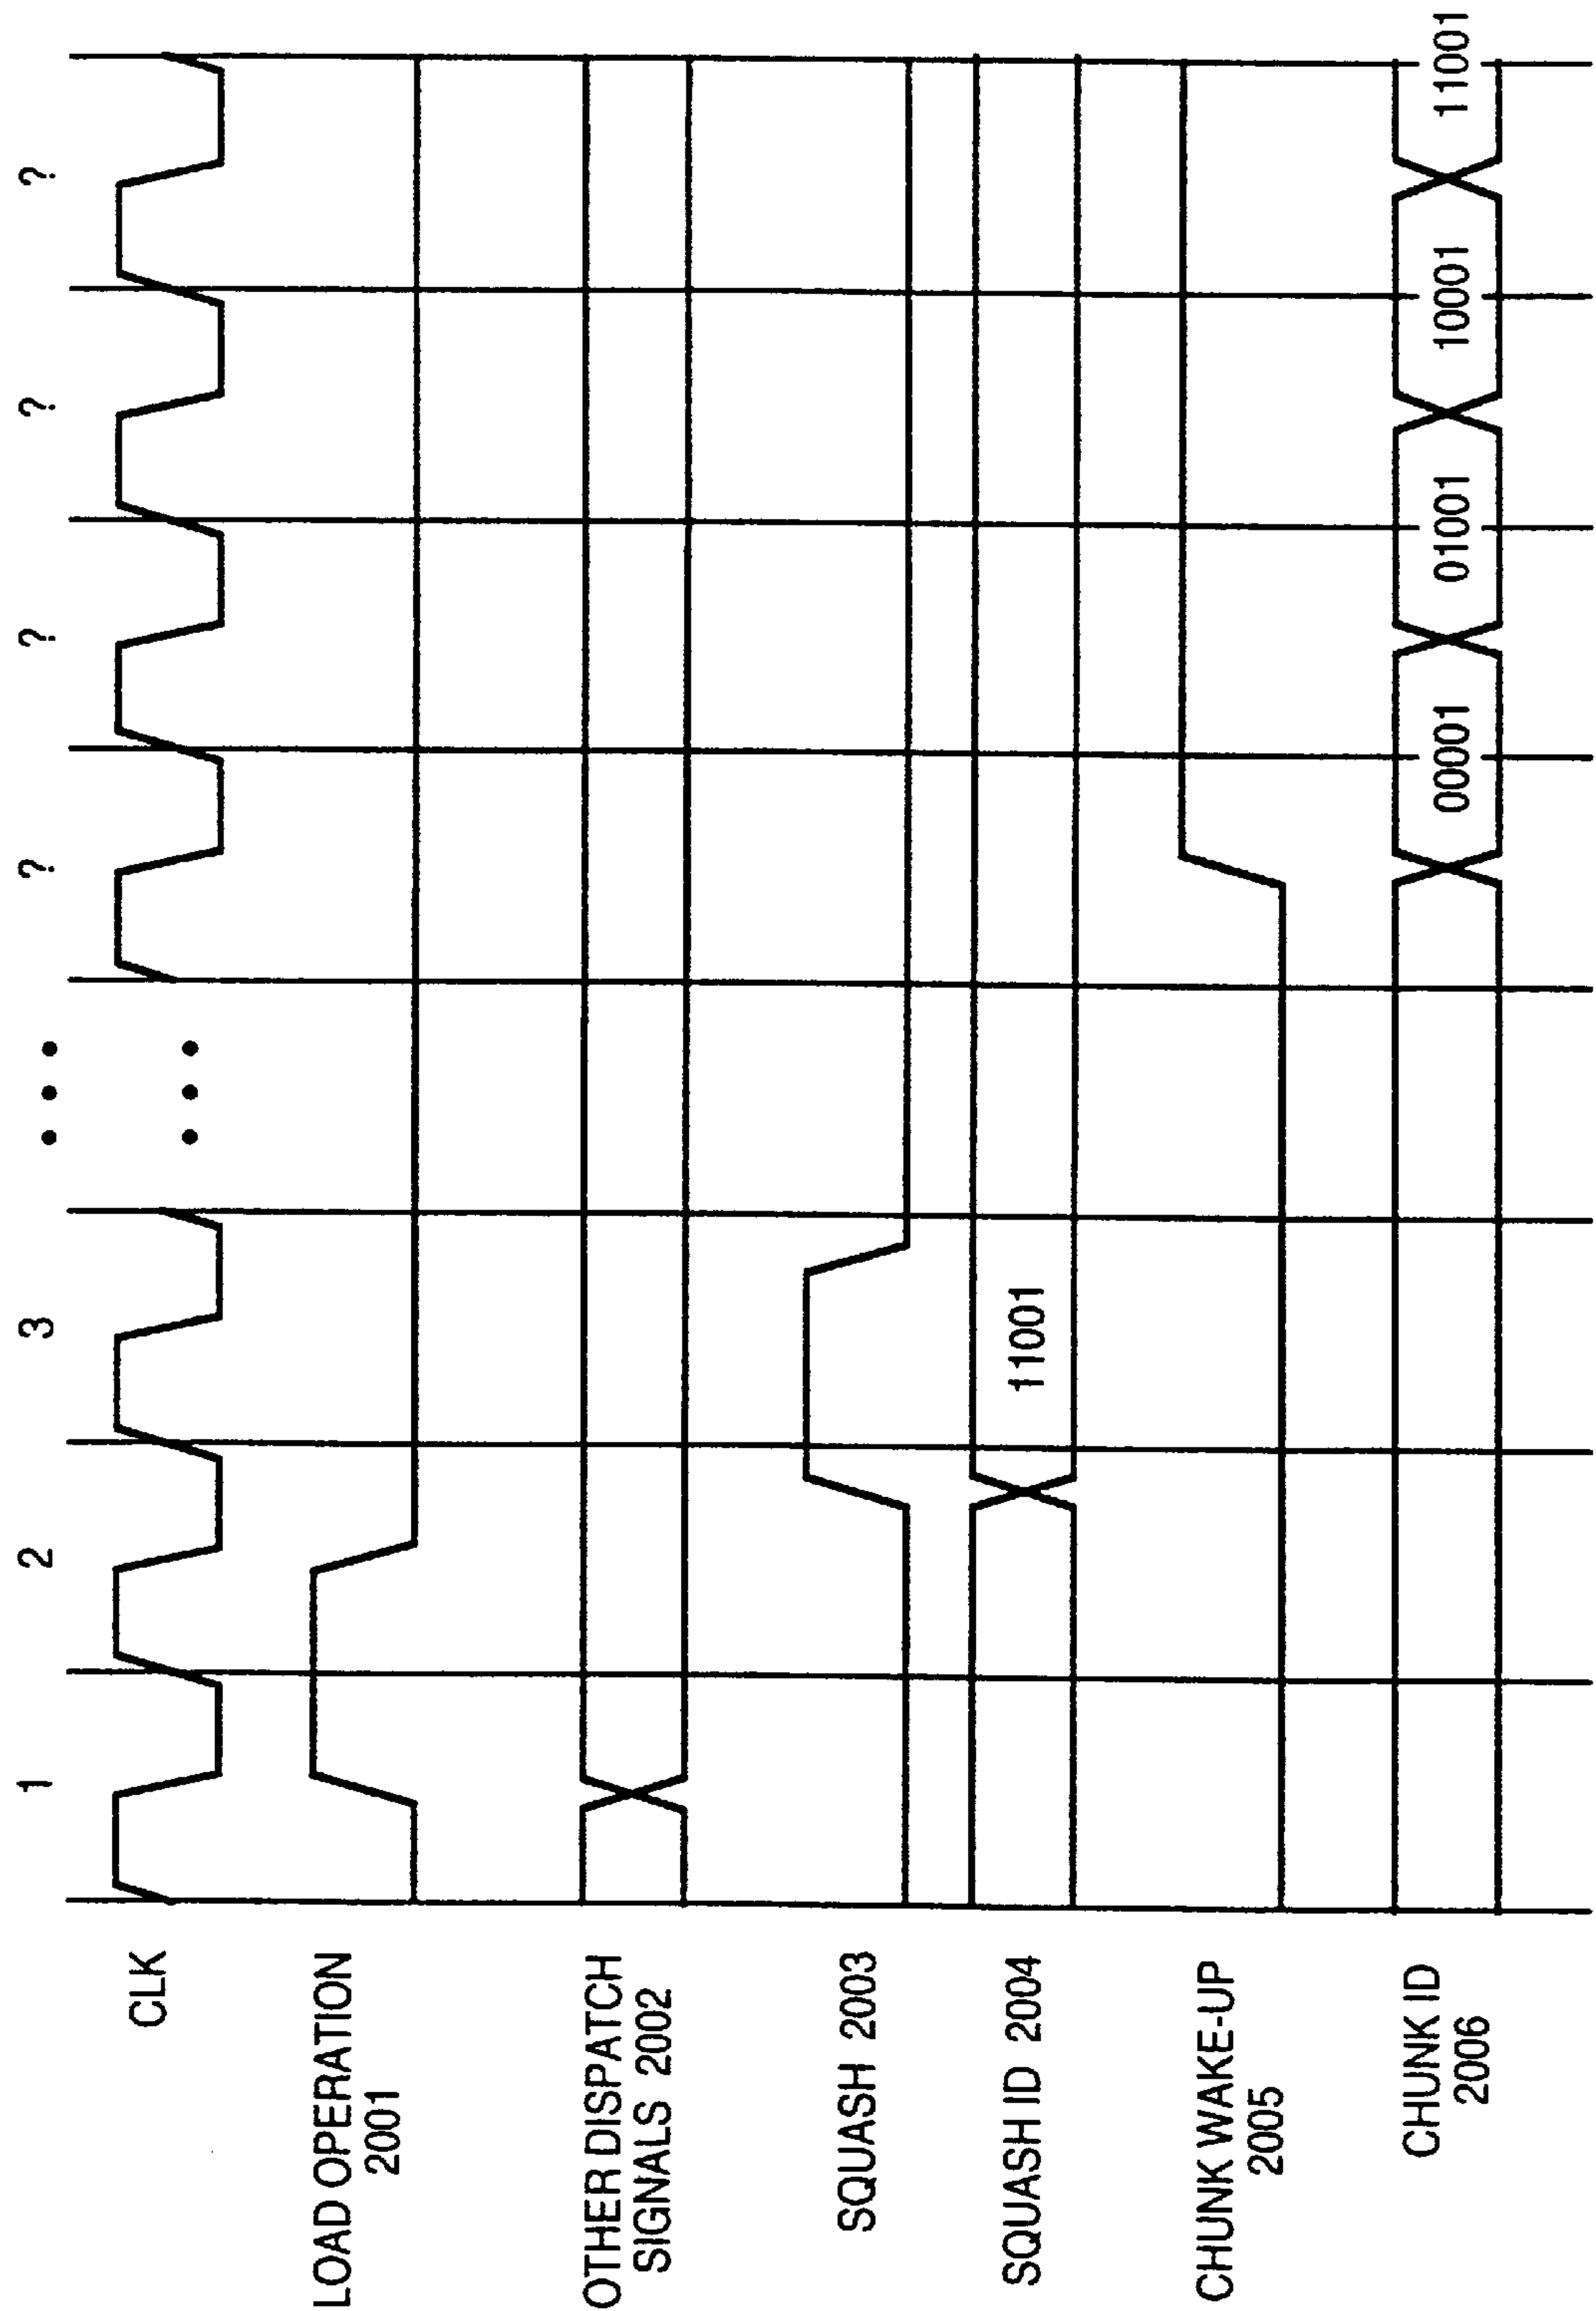 1 2 3 • • • ? ? ? ?
CLK
• • •
LOAD OPERATION
2001
OTHER DISPATCH
SIGNALS 2002
SQUASH 2003
SQUASH ID 2004
11001
CHUNK WAKE-UP
2005
CHUNK ID
2006
00001 01001 10001 11001